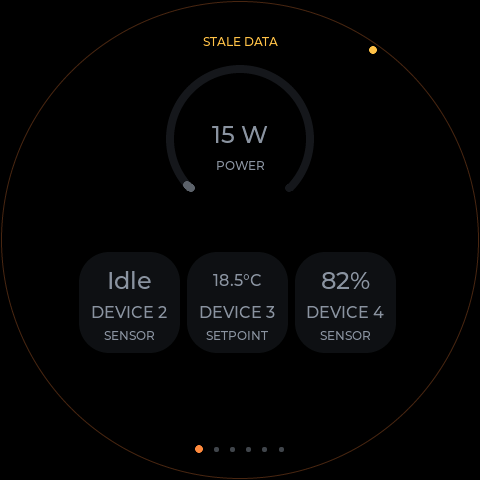 STALE DATA
15 W
POWER
Idle
DEVICE 2
SENSOR
18.5°C
DEVICE 3
SETPOINT
82%
DEVICE 4
SENSOR